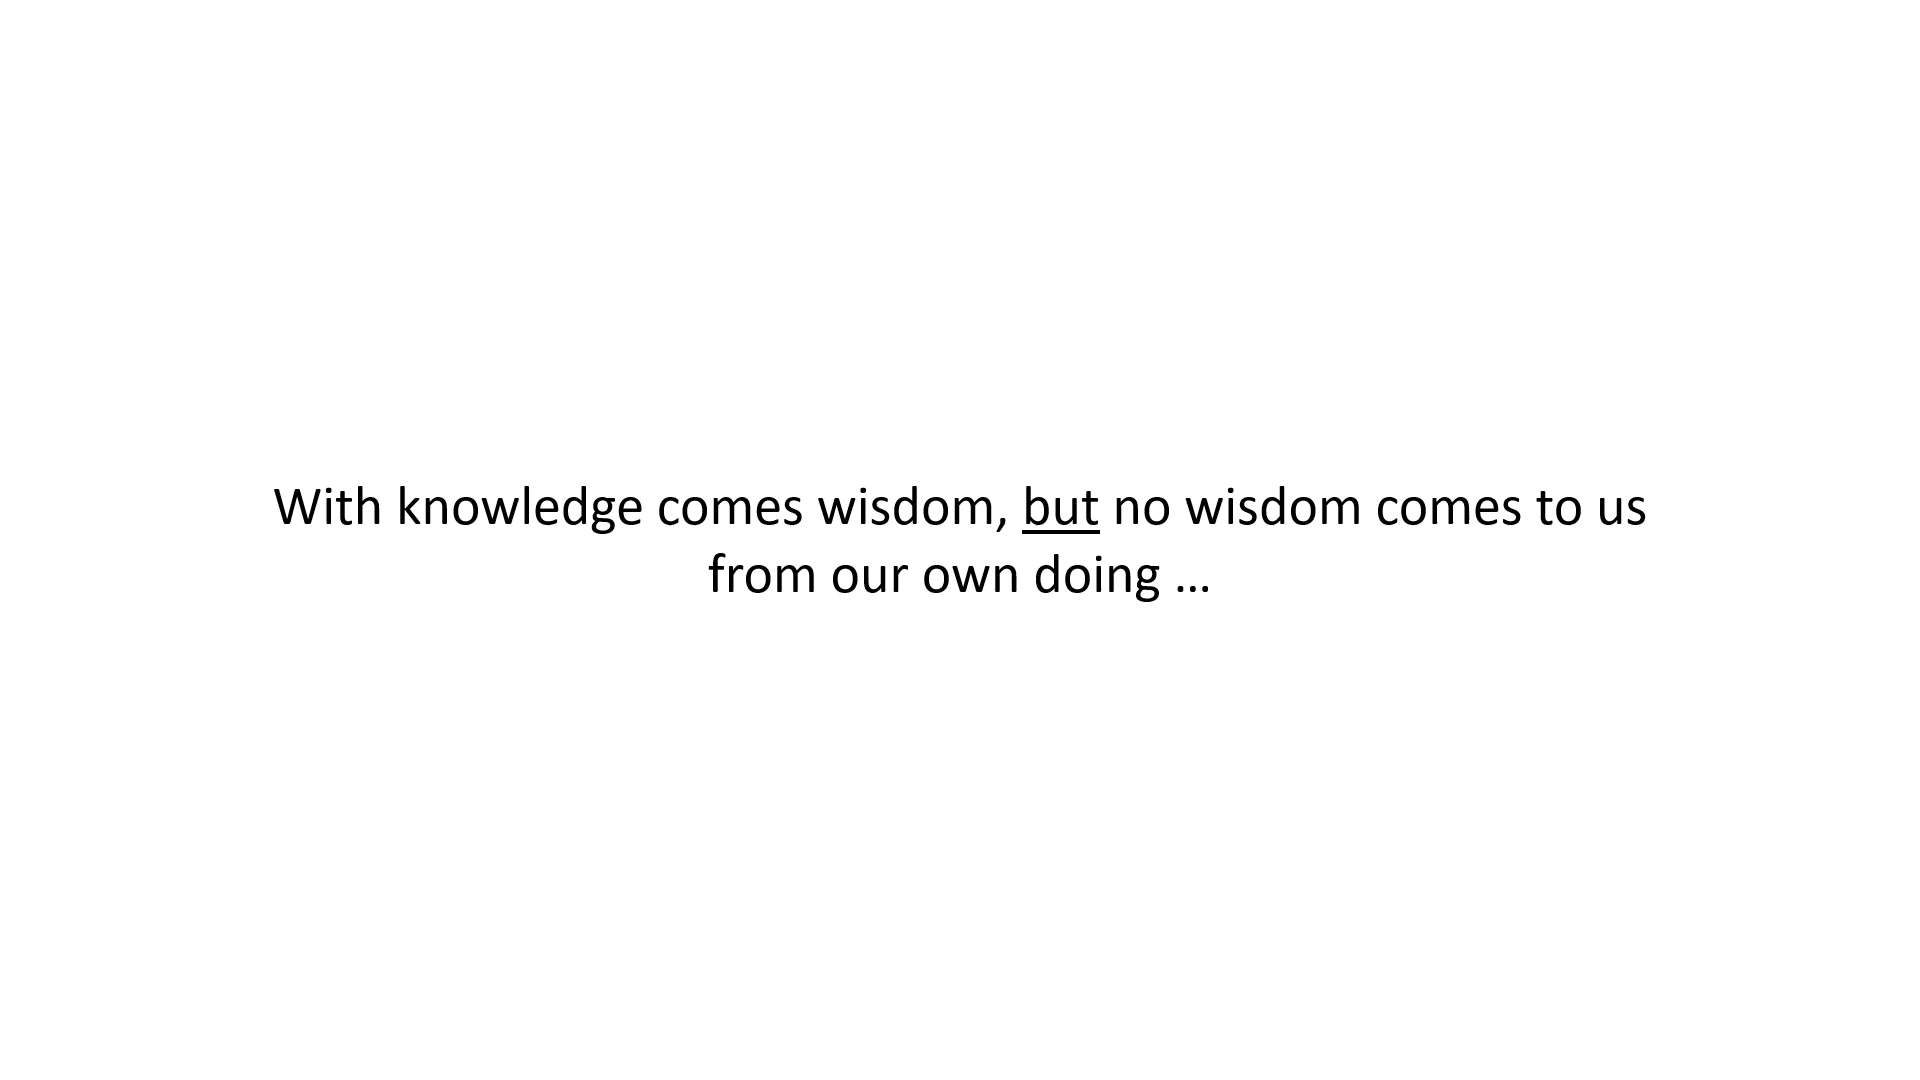 With knowledge comes wisdom, but no wisdom comes to us
from our own doing ...